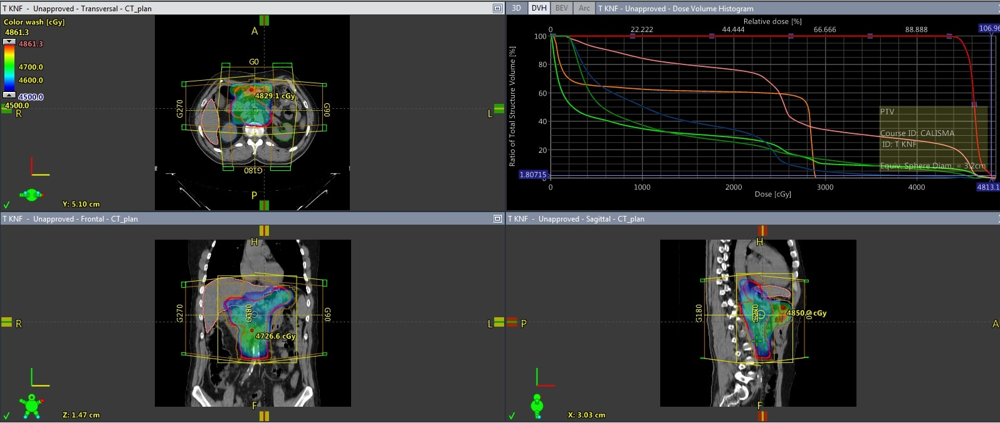 T KNF - Unapproved - Transversal - CT_plan
Color wash [cGy]
4861.3
4861.3
4700.0
4600.0
4500.0
4500.0
R
A
G0
4829.1 cGy
G270
G90
G180
P
L
Y: 5.10 cm
3D DVH BEV Arc T KNF - Unapproved - Dose Volume Histogram
Relative dose [%]
0 22.222 44.444 66.666 88.888 106.96
Ratio of Total Structure Volume [%]
100
80
60
40
20
1.80715
0
PTV
Course ID: CALISMA
ID: T KNF
Equiv. Sphere Diam. = 3.2cm
0 1000 2000 3000 4000 4813.1
Dose [cGy]
T KNF - Unapproved - Frontal - CT_plan
H
R
G270
G180
G90
L
4726.6 cGy
F
Z: 1.47 cm
T KNF - Unapproved - Sagittal - CT_plan
H
P
G180
A
F
X: 3.03 cm